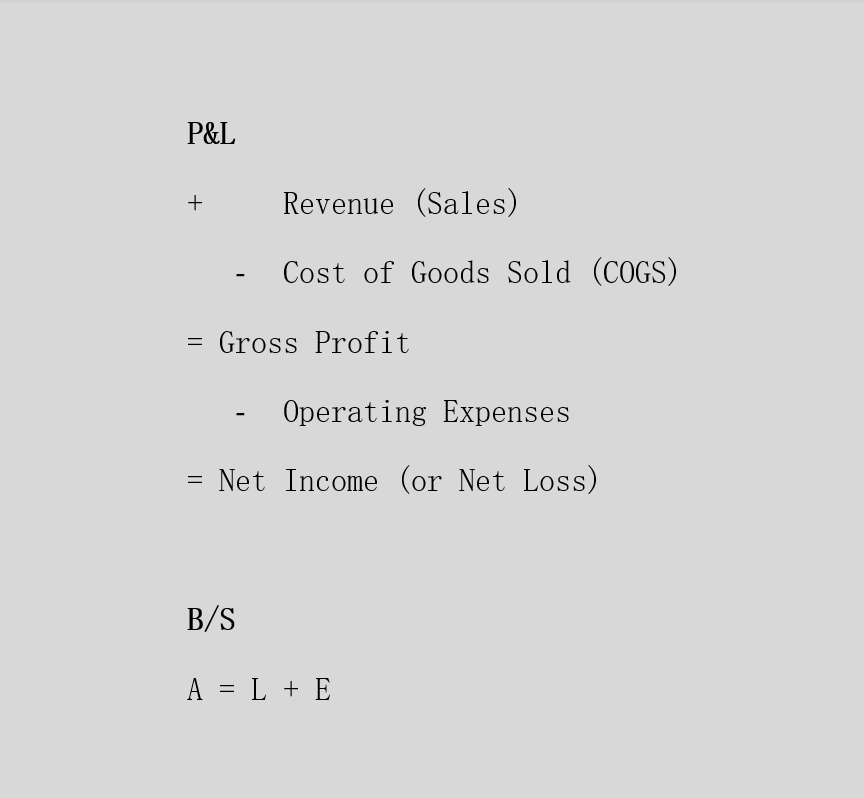 P&L
+ Revenue (Sales)
- Cost of Goods Sold (COGS)
= Gross Profit
- Operating Expenses
= Net Income (or Net Loss)
B/S
A = L + E